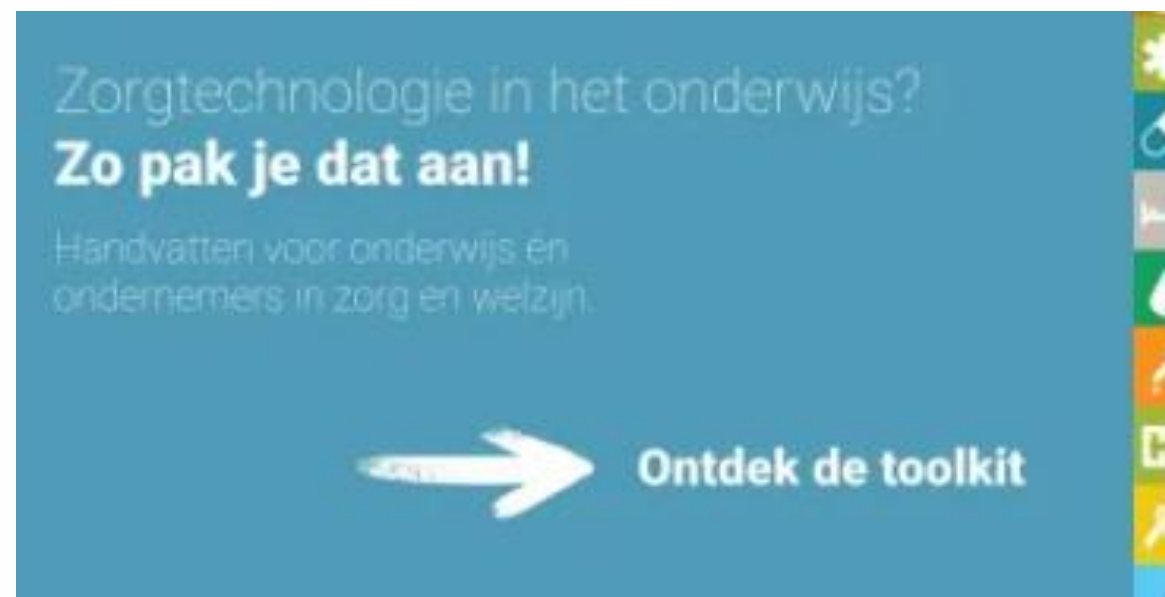 Zorgtechnologie in het onderwijs?
Zo pak je dat aan!
Handvatten voor onderwijs én
ondernemers in zorg en welzijn.
Ontdek de toolkit